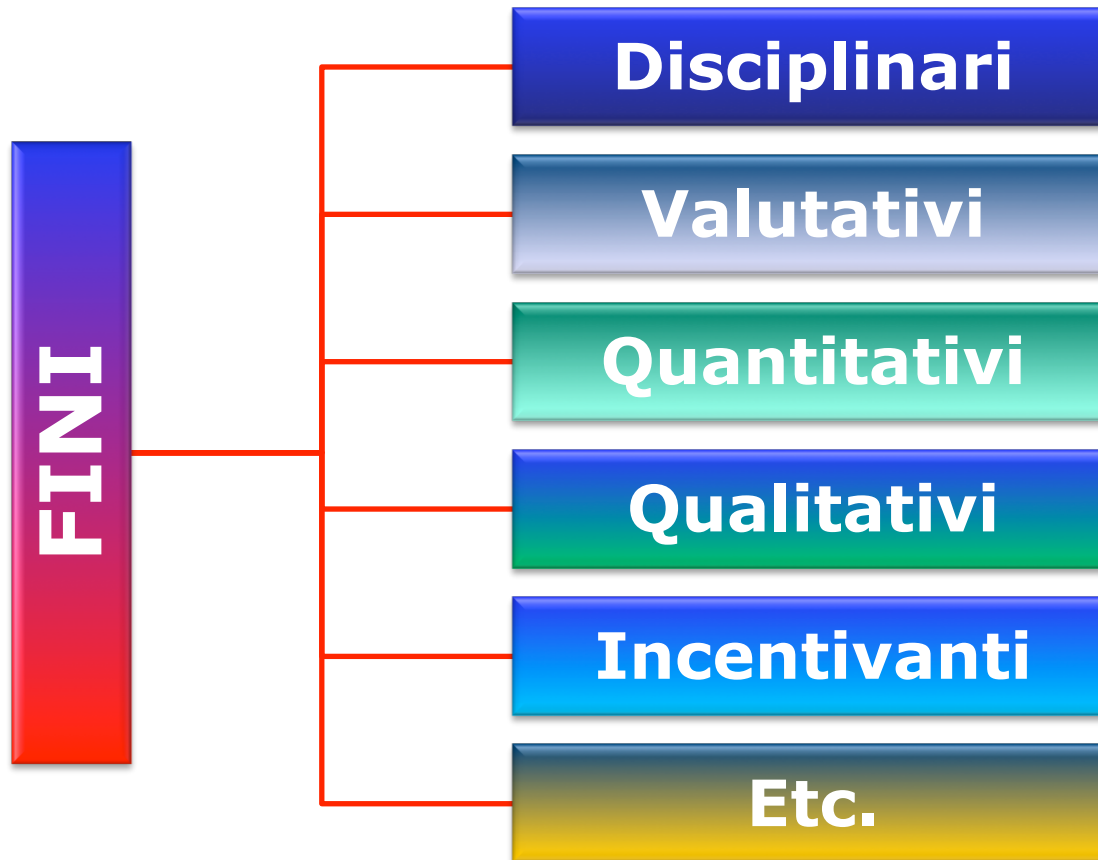 FINI
Disciplinari
Valutativi
Quantitativi
Qualitativi
Incentivanti
Etc.